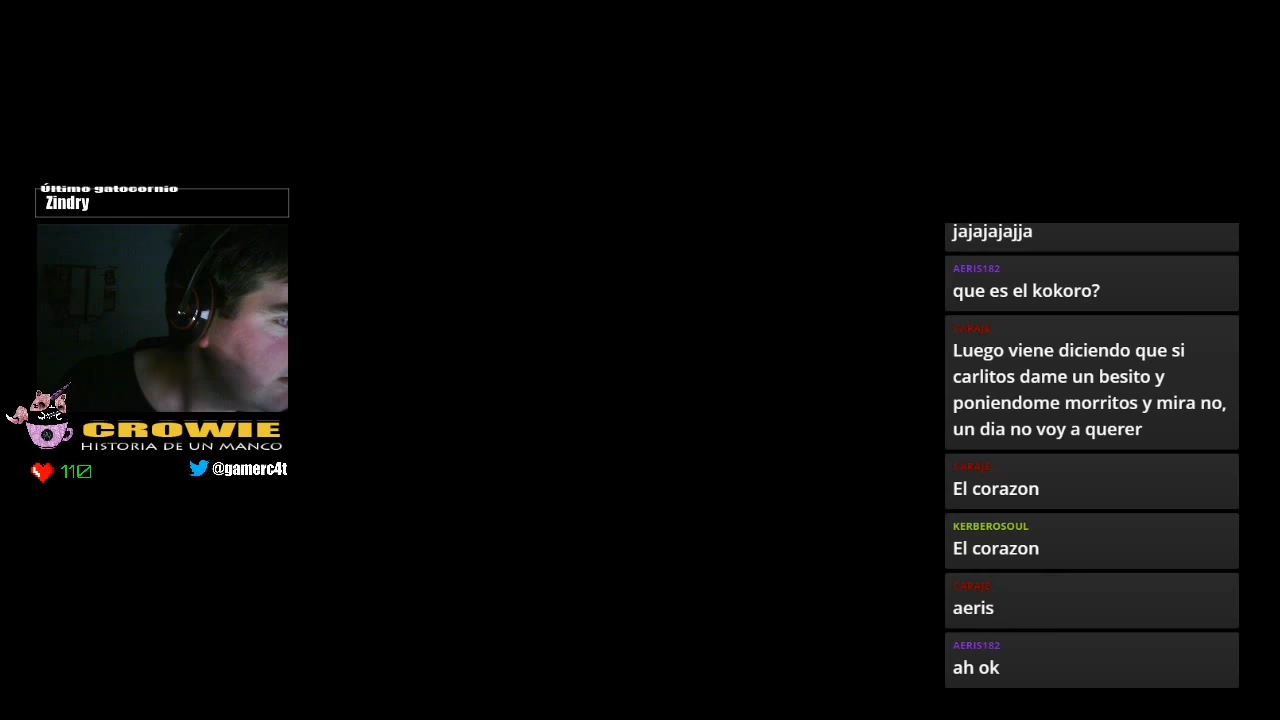 Último gatocornio
Zindry
CROWIE
HISTORIA DE UN MANCO
110
@gamerc4t
jajajajajja
AERIS182
que es el kokoro?
CARAJE
Luego viene diciendo que si
carlitos dame un besito y
poniendome morritos y mira no,
un dia no voy a querer
CARAJE
El corazon
KERBEROSOUL
El corazon
CARAJE
aeris
AERIS182
ah ok